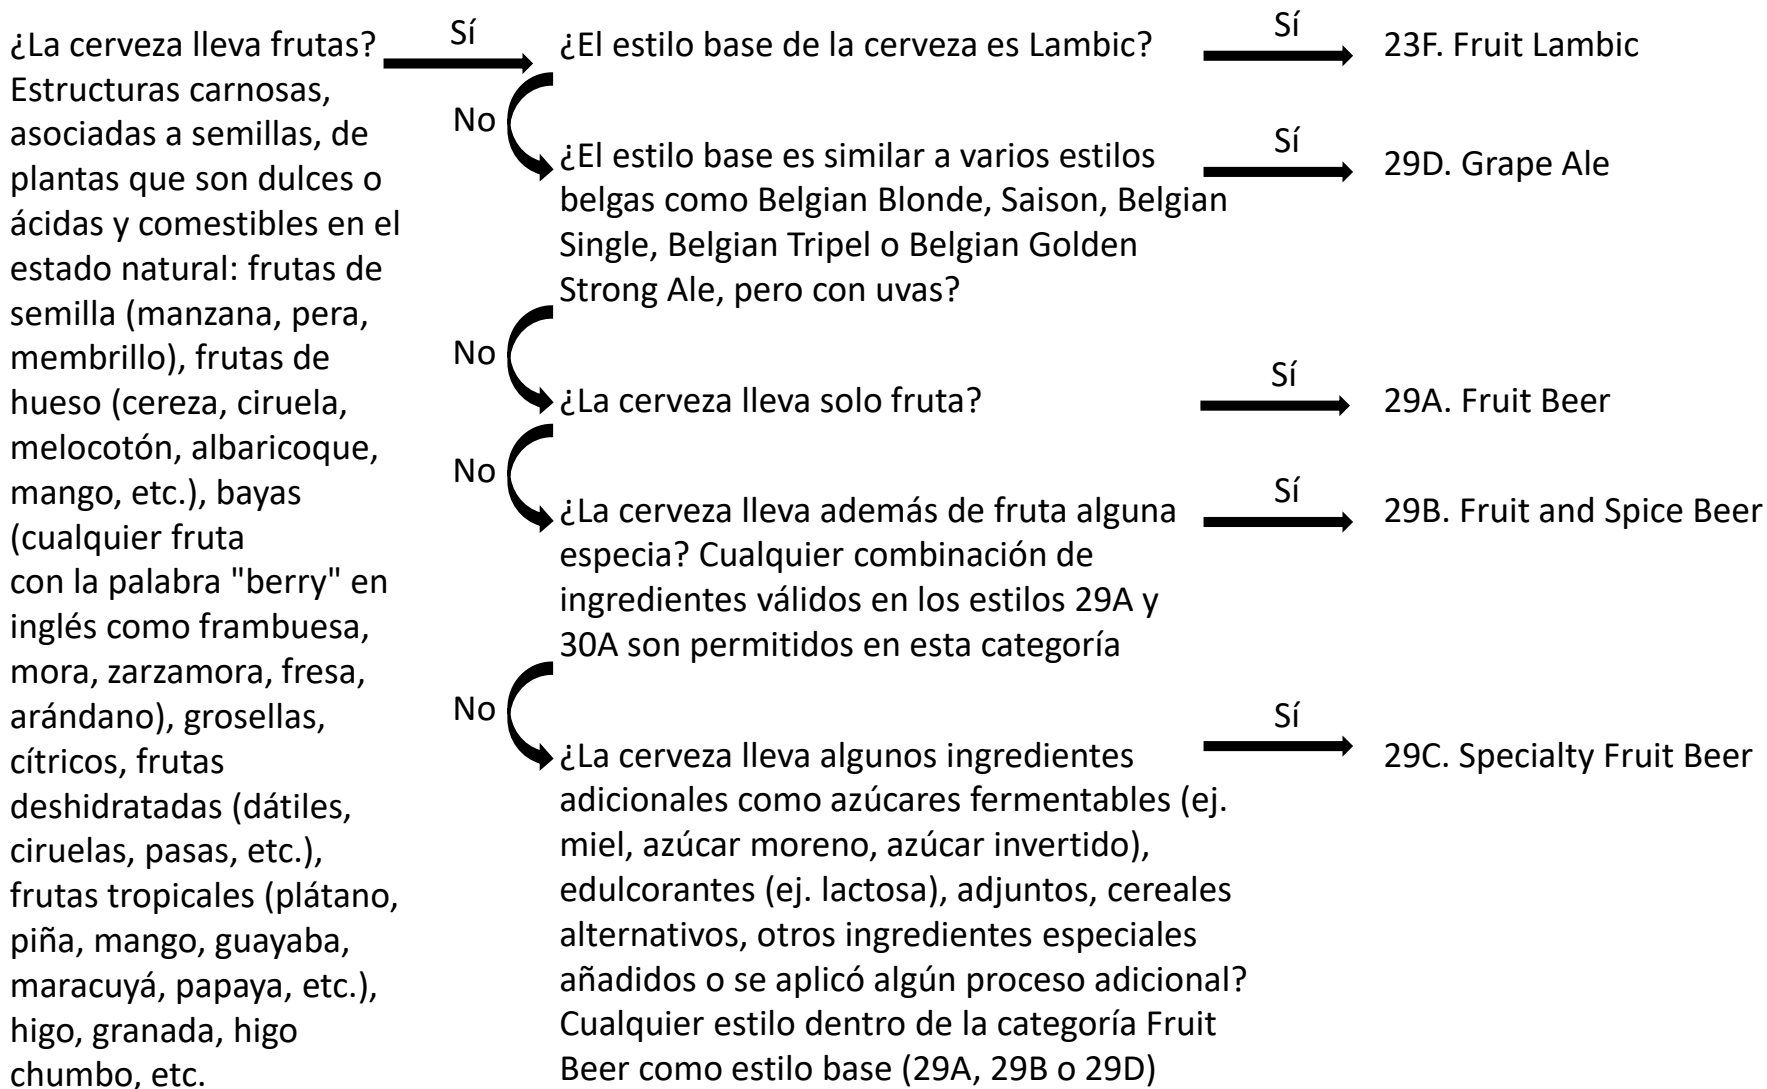 ¿La cerveza lleva frutas?
Estructuras carnosas,
asociadas a semillas, de
plantas que son dulces o
ácidas y comestibles en el
estado natural: frutas de
semilla (manzana, pera,
membrillo), frutas de
hueso (cereza, ciruela,
melocotón, albaricoque,
mango, etc.), bayas
(cualquier fruta
con la palabra "berry" en
inglés como frambuesa,
mora, zarzamora, fresa,
arándano), grosellas,
cítricos, frutas
deshidratadas (dátiles,
ciruelas, pasas, etc.),
frutas tropicales (plátano,
piña, mango, guayaba,
maracuyá, papaya, etc.),
higo, granada, higo
chumbo, etc.
Sí
¿El estilo base de la cerveza es Lambic?
Sí
23F. Fruit Lambic
No
¿El estilo base es similar a varios estilos
belgas como Belgian Blonde, Saison, Belgian
Single, Belgian Tripel o Belgian Golden
Strong Ale, pero con uvas?
Sí
29D. Grape Ale
No
¿La cerveza lleva solo fruta?
Sí
29A. Fruit Beer
No
¿La cerveza lleva además de fruta alguna
especia? Cualquier combinación de
ingredientes válidos en los estilos 29A y
30A son permitidos en esta categoría
Sí
29B. Fruit and Spice Beer
No
¿La cerveza lleva algunos ingredientes
adicionales como azúcares fermentables (ej.
miel, azúcar moreno, azúcar invertido),
edulcorantes (ej. lactosa), adjuntos, cereales
alternativos, otros ingredientes especiales
añadidos o se aplicó algún proceso adicional?
Cualquier estilo dentro de la categoría Fruit
Beer como estilo base (29A, 29B o 29D)
Sí
29C. Specialty Fruit Beer